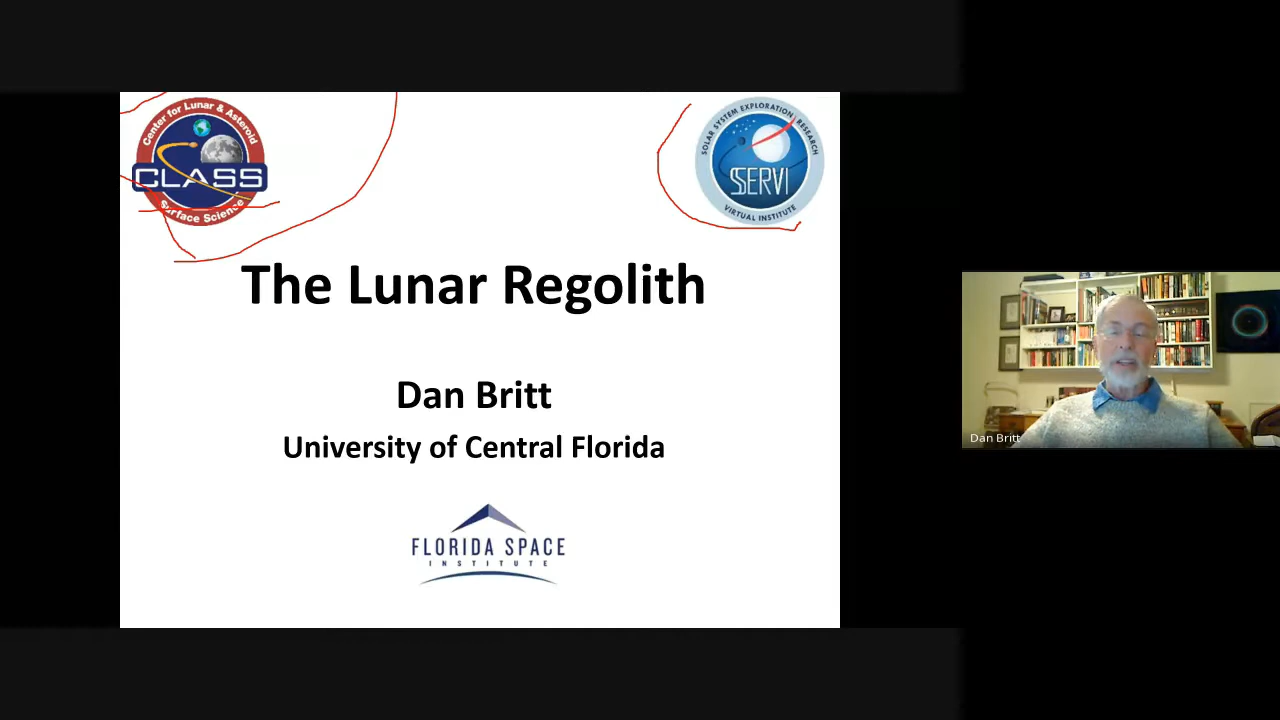 Center for Lunar & Asteroid
CLASS
Surface Science
SOLAR SYSTEM EXPLORATION RESEARCH
SSERVI
VIRTUAL INSTITUTE
The Lunar Regolith
Dan Britt
University of Central Florida
FLORIDA SPACE
INSTITUTE
Dan Britt